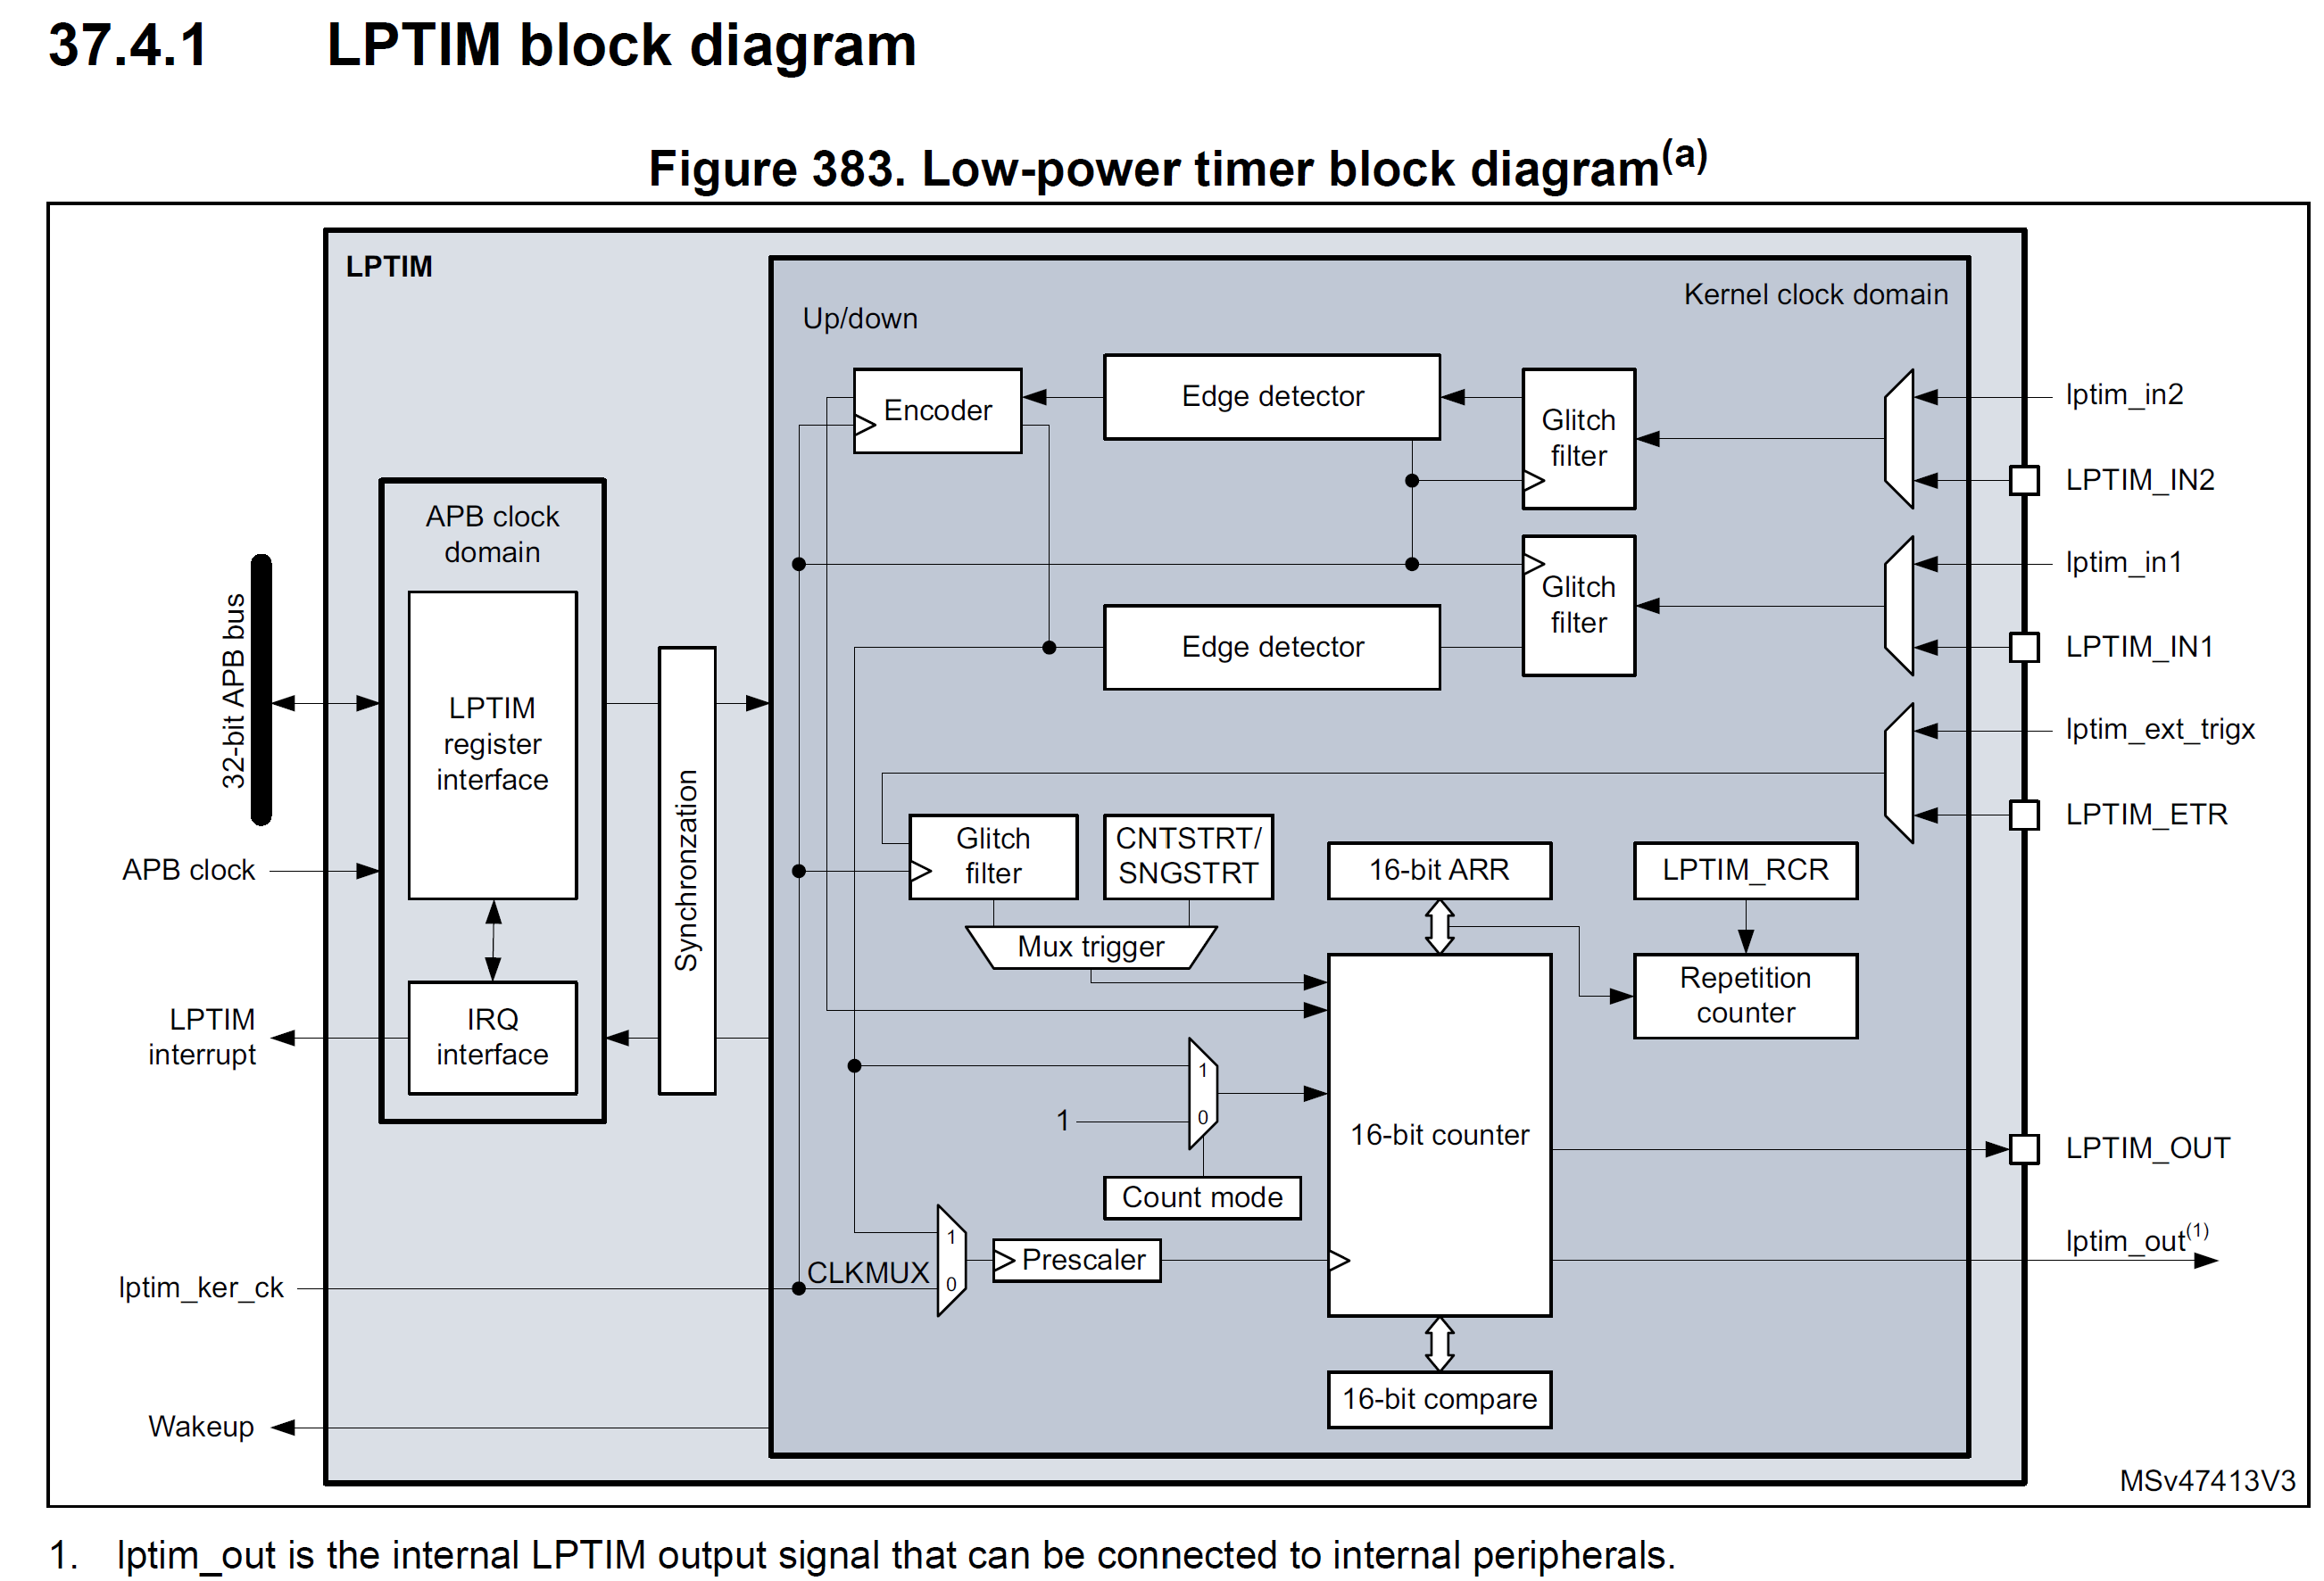 37.4.1 LPTIM block diagram
Figure 383. Low-power timer block diagram(a)
LPTIM
Kernel clock domain
Up/down
Encoder
Edge detector
Glitch
filter
lptim_in2
LPTIM_IN2
APB clock
domain
Glitch
filter
lptim_in1
LPTIM_IN1
Edge detector
32-bit APB bus
LPTIM
register
interface
Synchronzation
lptim_ext_trigx
LPTIM_ETR
Glitch
filter
CNTSTRT/
SNGSTRT
16-bit ARR
LPTIM_RCR
APB clock
Mux trigger
Repetition
counter
LPTIM
interrupt
IRQ
interface
1
1
0
16-bit counter
LPTIM_OUT
Count mode
1
0
CLKMUX
Prescaler
lptim_out(1)
lptim_ker_ck
16-bit compare
Wakeup
MSv47413V3
1. lptim_out is the internal LPTIM output signal that can be connected to internal peripherals.